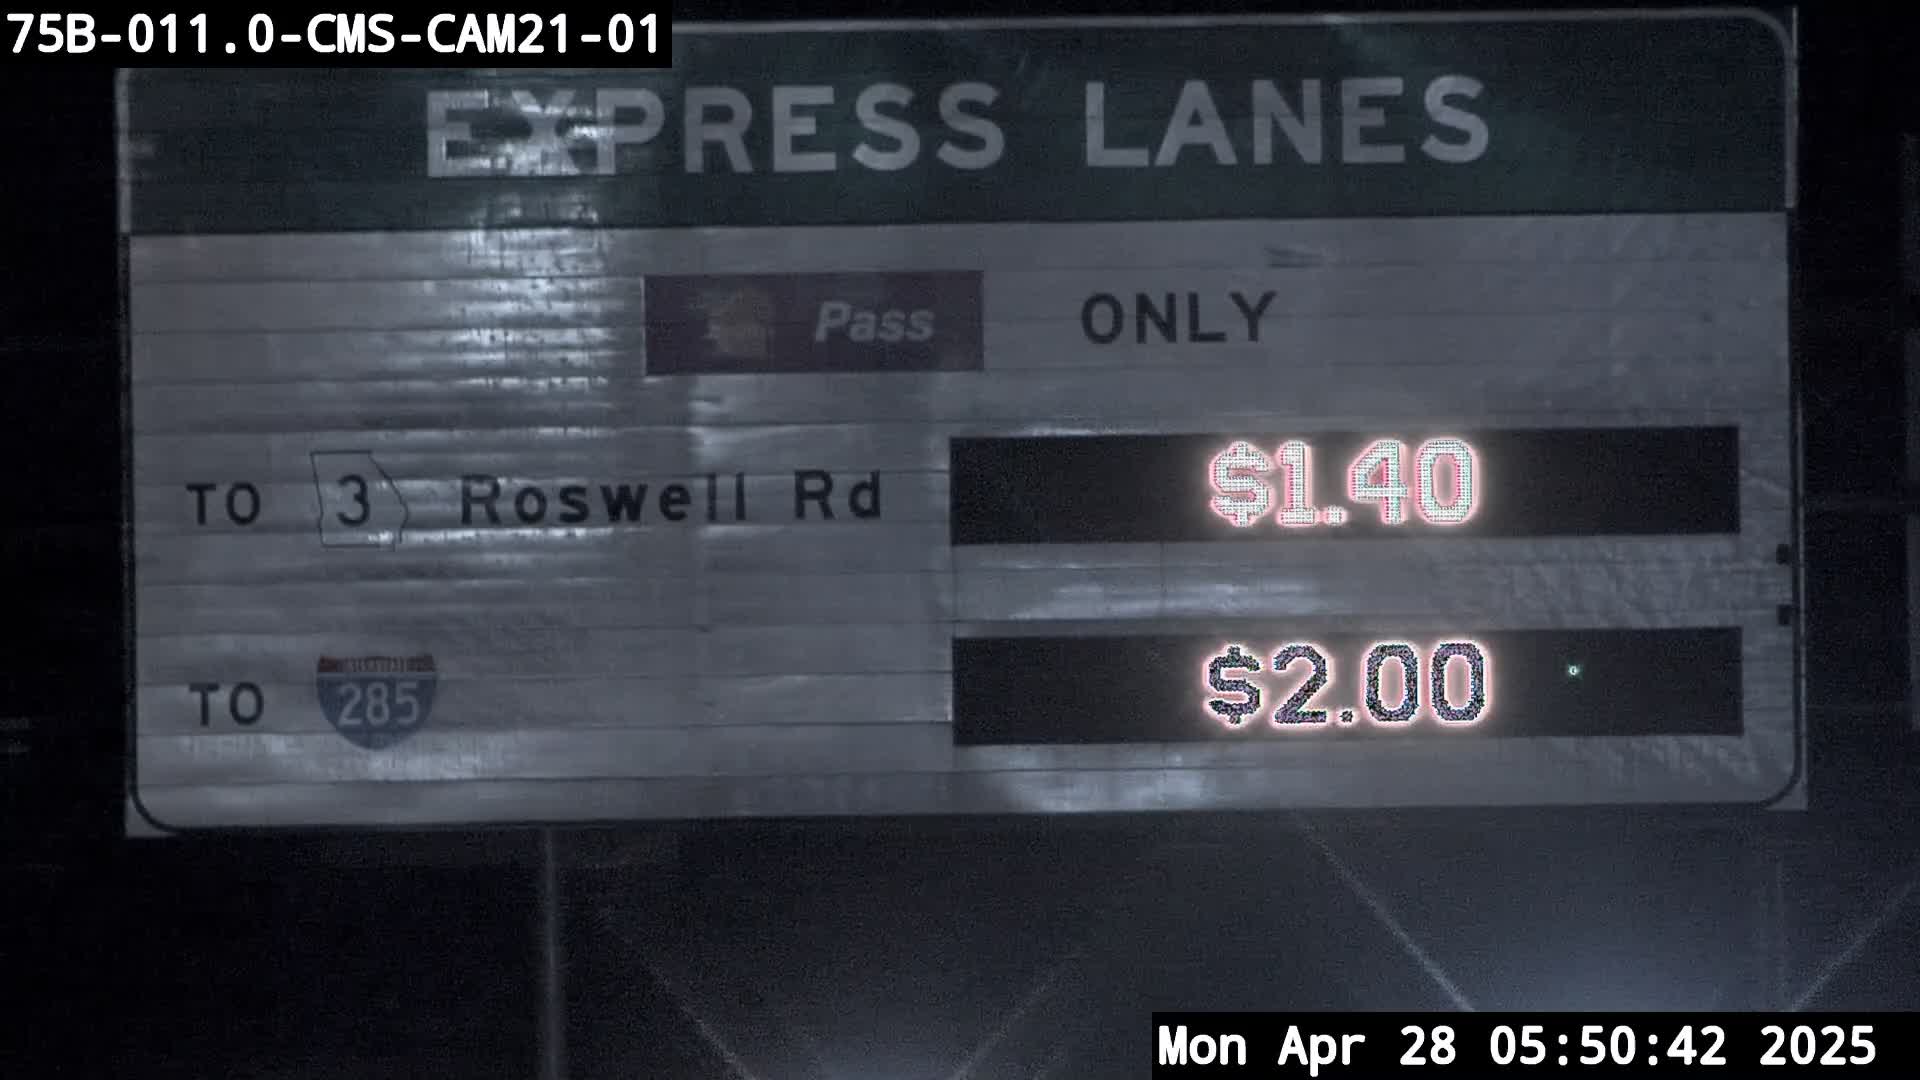 75B-011.0-CMS-CAM21-01
EXPRESS LANES
Pass ONLY
TO 3 Roswell Rd $1.40
TO 285 $2.00
Mon Apr 28 05:50:42 2025